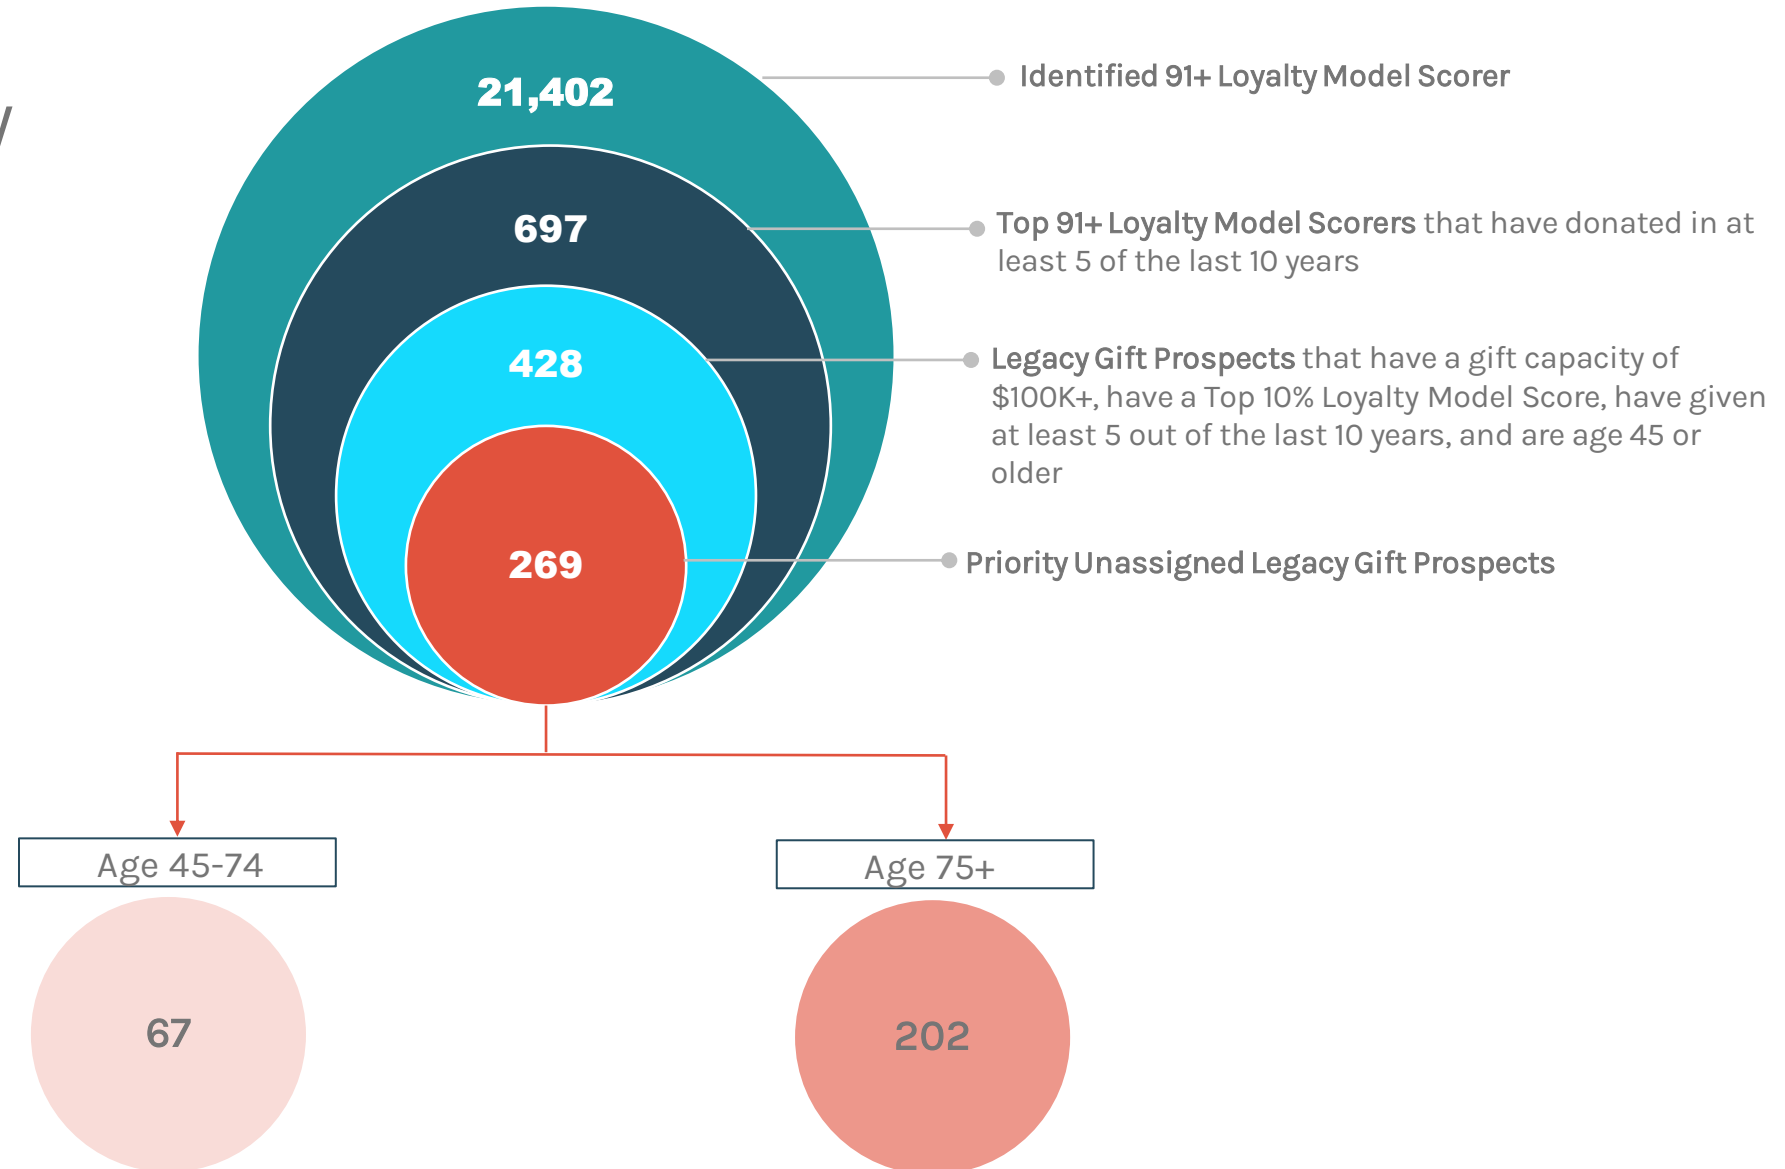 21,402
Identified 91+ Loyalty Model Scorer
697
Top 91+ Loyalty Model Scorers that have donated in at
least 5 of the last 10 years
428
Legacy Gift Prospects that have a gift capacity of
$100K+, have a Top 10% Loyalty Model Score, have given
at least 5 out of the last 10 years, and are age 45 or
older
269
Priority Unassigned Legacy Gift Prospects
Age 45-74
Age 75+
67
202